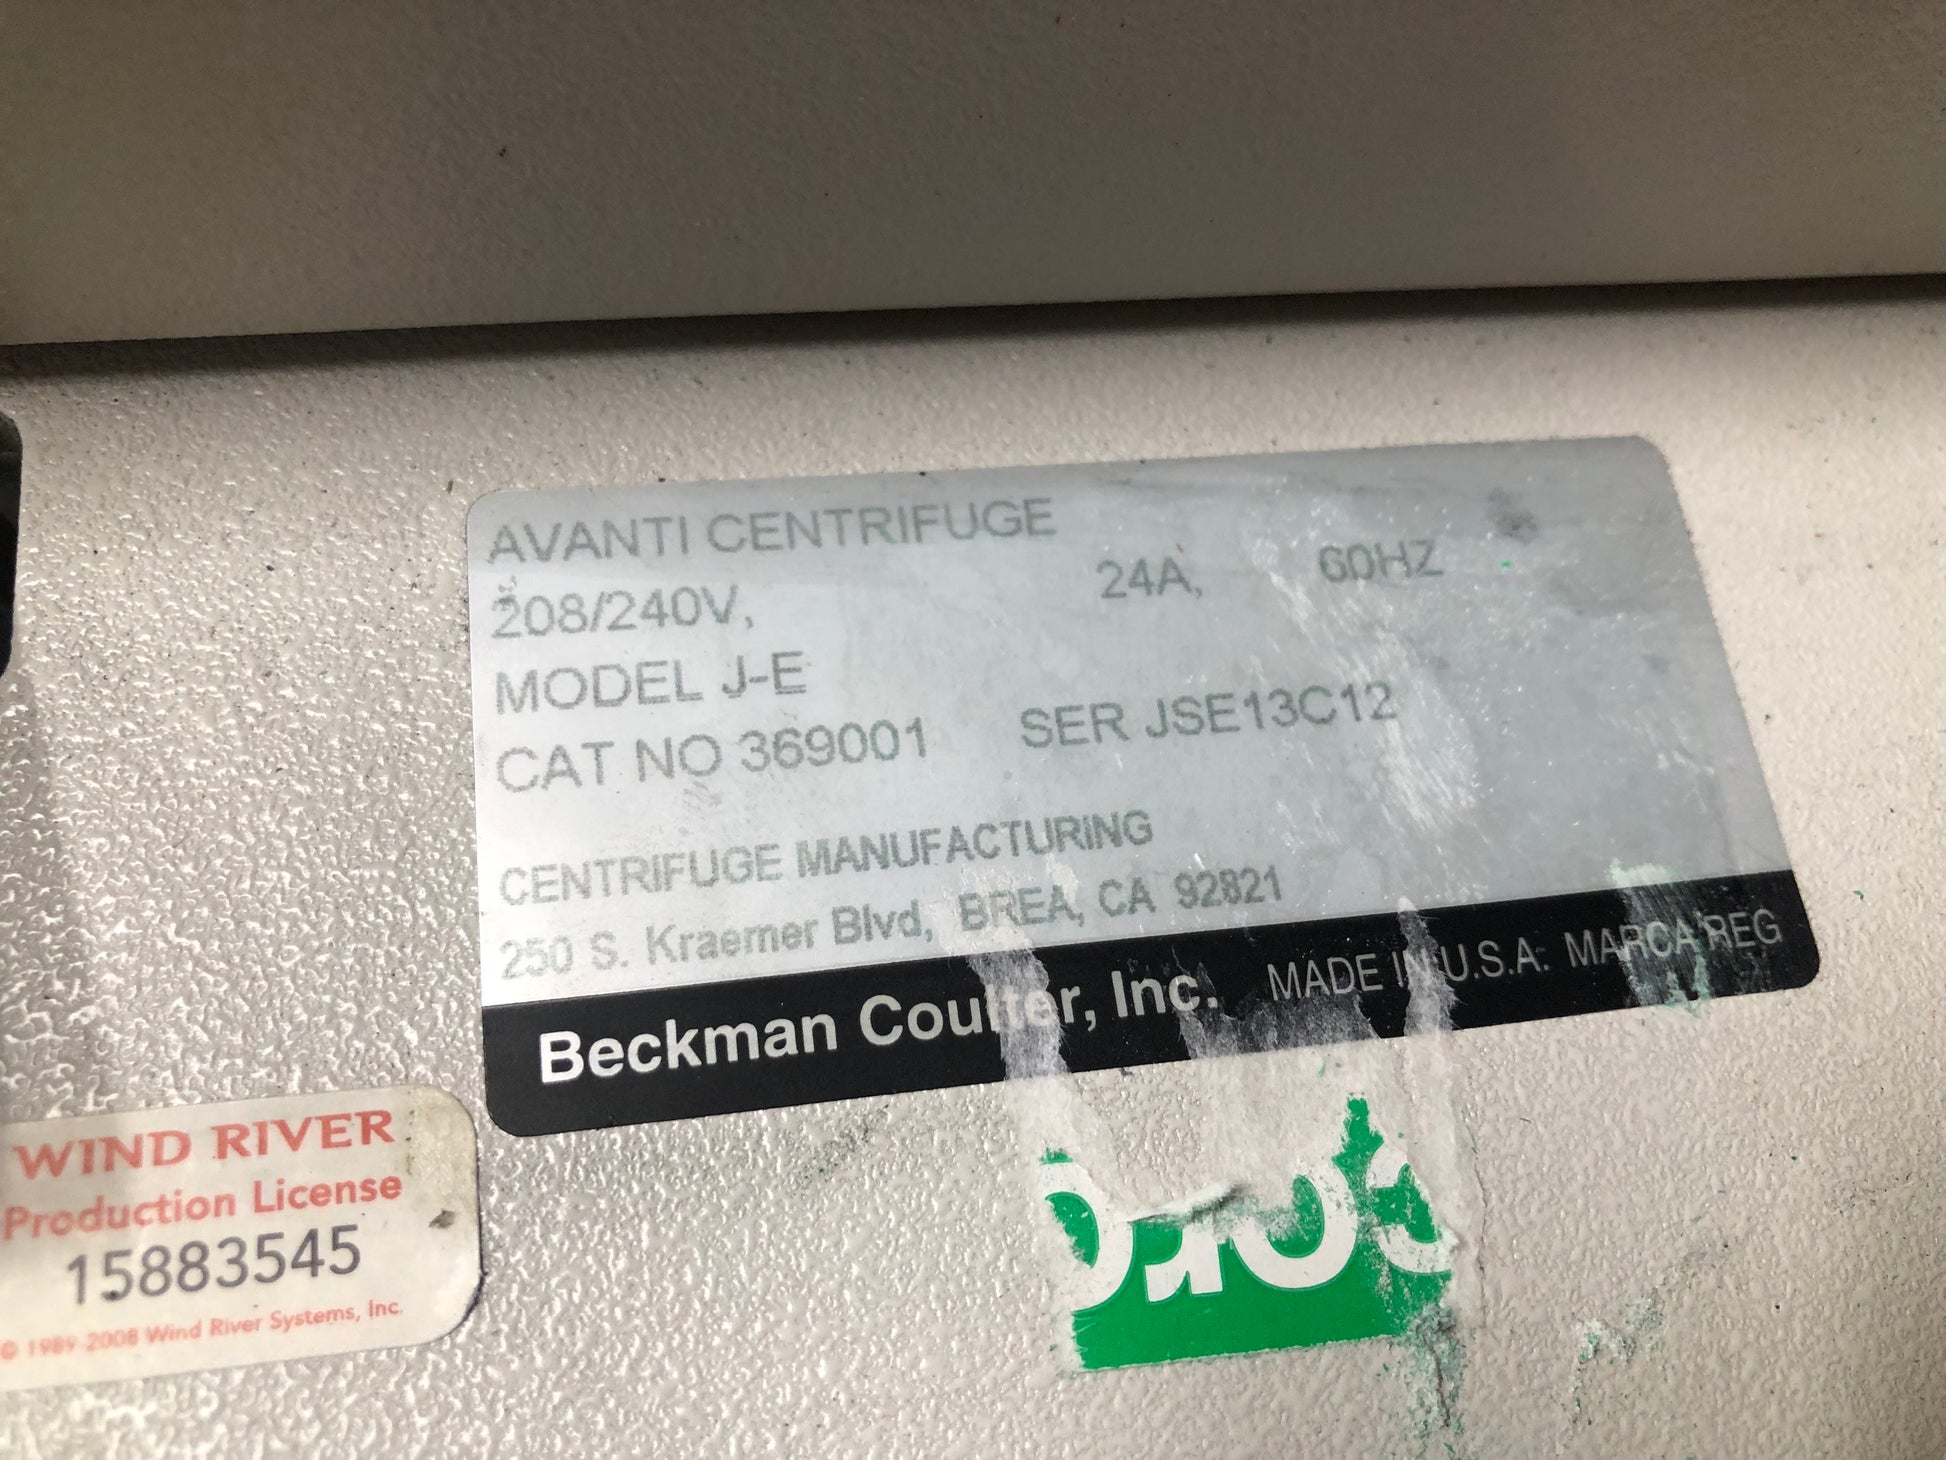 AVANTI CENTRIFUGE
208/240V, 24A, 60HZ
MODEL J-E
CAT NO 369001 SER JSE13C12
CENTRIFUGE MANUFACTURING
250 S. Kraemer Blvd, BREA, CA 92821
Beckman Coulter, Inc. MADE IN U.S.A. MARCA REG
WIND RIVER
Production License
15883545
© 1989-2008 Wind River Systems, Inc.